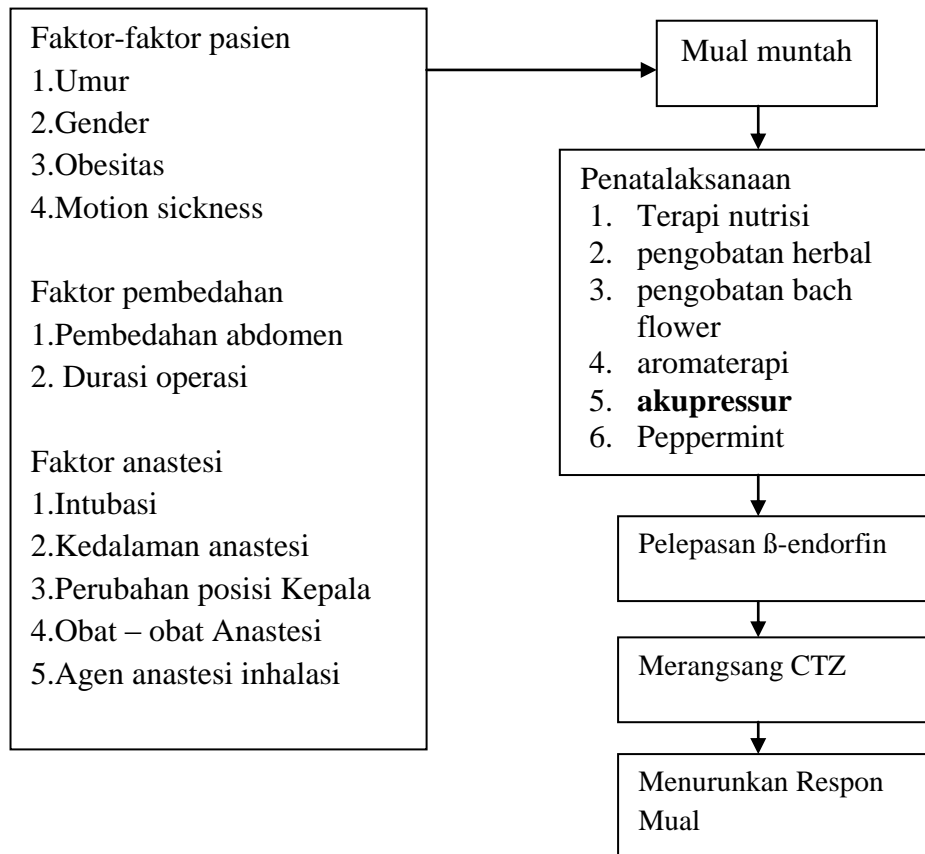 Faktor-faktor pasien
1.Umur
2.Gender
3.Obesitas
4.Motion sickness
Faktor pembedahan
1.Pembedahan abdomen
2. Durasi operasi
Faktor anastesi
1.Intubasi
2.Kedalaman anastesi
3.Perubahan posisi Kepala
4.Obat – obat Anastesi
5.Agen anastesi inhalasi
Mual muntah
Penatalaksanaan
1. Terapi nutrisi
2. pengobatan herbal
3. pengobatan bach
flower
4. aromaterapi
5. akupressur
6. Peppermint
Pelepasan ß-endorfin
Merangsang CTZ
Menurunkan Respon
Mual